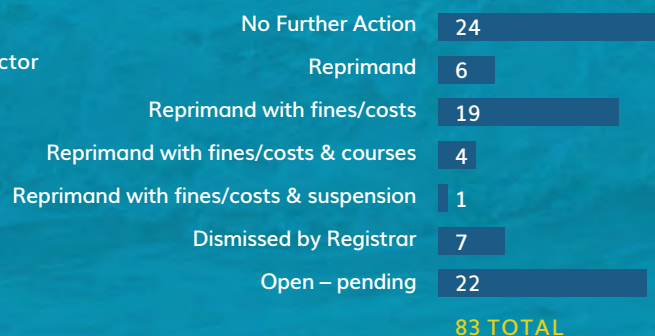 No Further Action 24
Reprimand 6
Reprimand with fines/costs 19
Reprimand with fines/costs & courses 4
Reprimand with fines/costs & suspension 1
Dismissed by Registrar 7
Open – pending 22
83 TOTAL